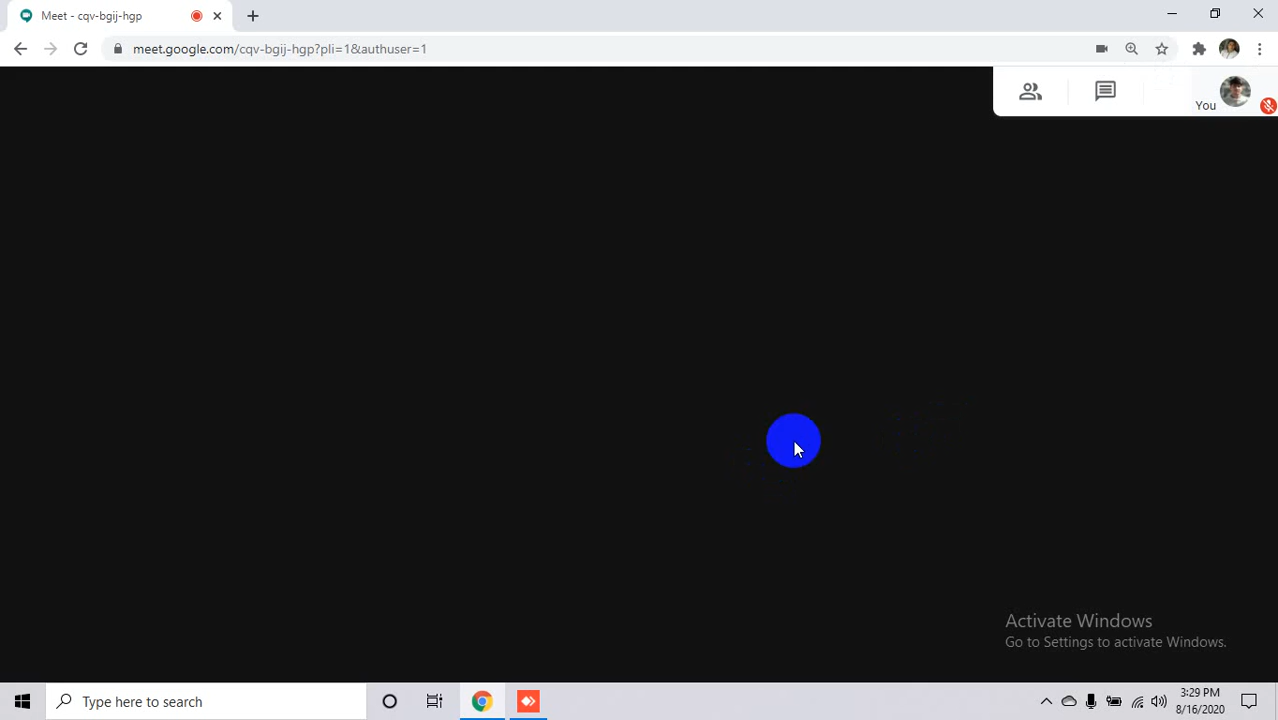 Meet - cqv-bgij-hgp
meet.google.com/cqv-bgij-hgp?pli=1&authuser=1
You
Activate Windows
Go to Settings to activate Windows.
Type here to search
3:29 PM
8/16/2020